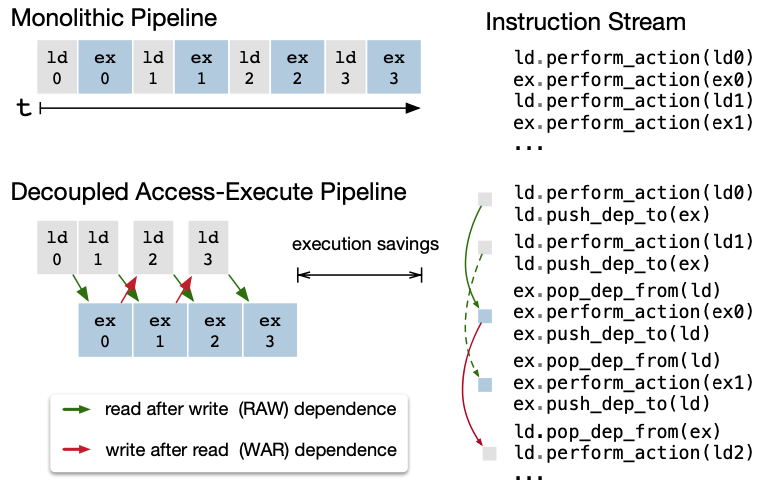 Monolithic Pipeline
ld ex ld ex ld ex ld ex
0 0 1 1 2 2 3 3
t
Decoupled Access-Execute Pipeline
ld ld ld ld
0 1 2 3
execution savings
ex ex ex ex
0 1 2 3
read after write (RAW) dependence
write after read (WAR) dependence
Instruction Stream
ld.perform_action(ld0)
ex.perform_action(ex0)
ld.perform_action(ld1)
ex.perform_action(ex1)
...
ld.perform_action(ld0)
ld.push_dep_to(ex)
ld.perform_action(ld1)
ld.push_dep_to(ex)
ex.pop_dep_from(ld)
ex.perform_action(ex0)
ex.push_dep_to(ld)
ex.pop_dep_from(ld)
ex.perform_action(ex1)
ex.push_dep_to(ld)
ld.pop_dep_from(ex)
ld.perform_action(ld2)
...